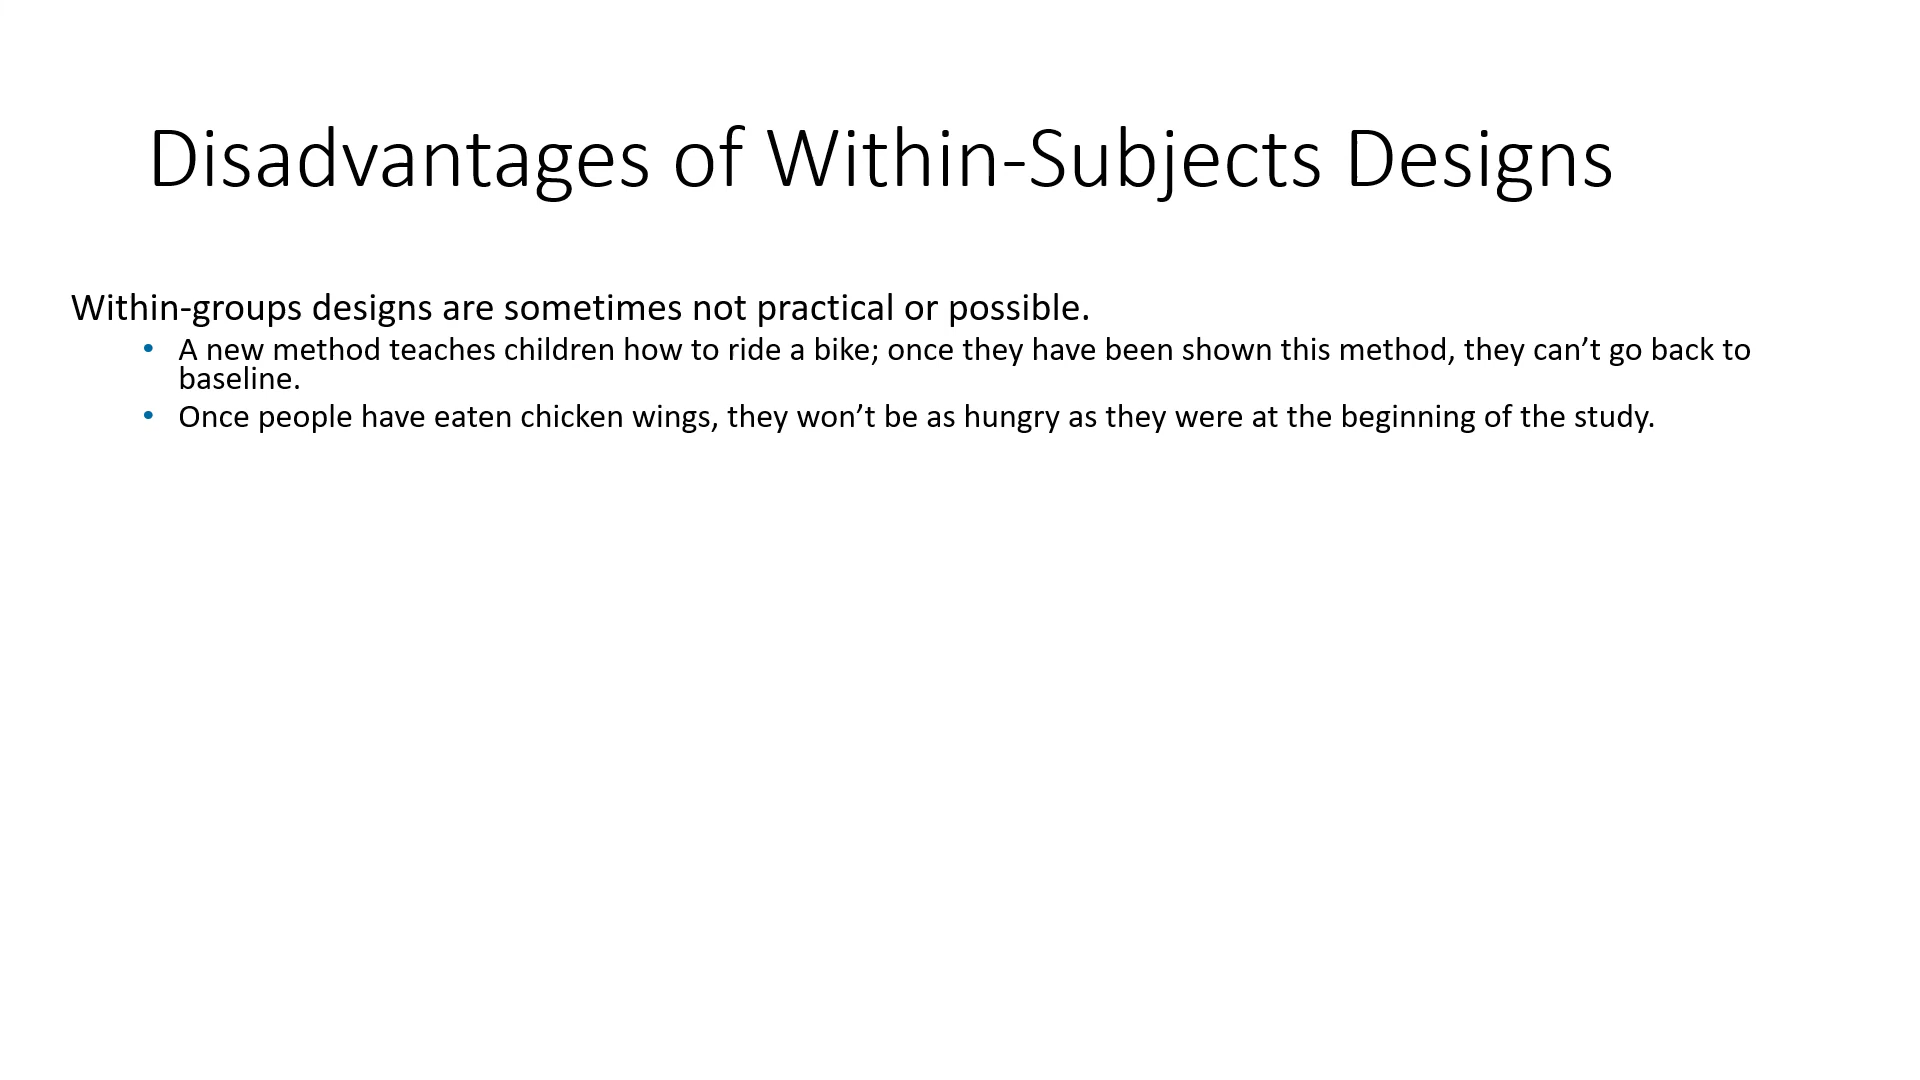 Disadvantages of Within-Subjects Designs
Within-groups designs are sometimes not practical or possible.
• A new method teaches children how to ride a bike; once they have been shown this method, they can’t go back to
baseline.
• Once people have eaten chicken wings, they won’t be as hungry as they were at the beginning of the study.